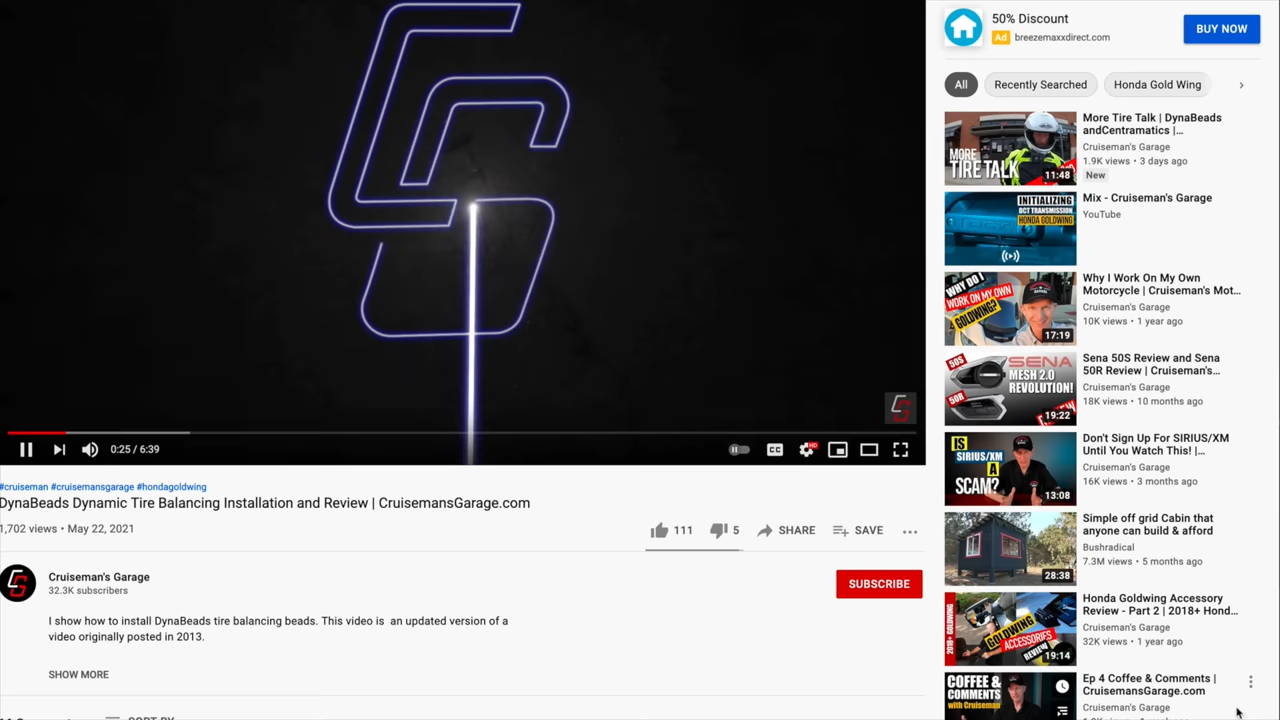 0:25 / 6:39
CC
HD
#cruiseman #cruisemansgarage #hondagoldwing
DynaBeads Dynamic Tire Balancing Installation and Review | CruisemansGarage.com
1,702 views • May 22, 2021
111
5
SHARE
SAVE
Cruiseman's Garage
32.3K subscribers
SUBSCRIBE
I show how to install DynaBeads tire balancing beads. This video is an updated version of a
video originally posted in 2013.
SHOW MORE
SORT BY
50% Discount
Ad breezemaxxdirect.com
BUY NOW
All
Recently Searched
Honda Gold Wing
MORE
TIRE TALK
11:48
More Tire Talk | DynaBeads
andCentramatics |...
Cruiseman's Garage
1.9K views • 3 days ago
New
INITIALIZING
DCT TRANSMISSION
HONDA GOLDWING
Mix - Cruiseman's Garage
YouTube
WHY DO I
WORK ON MY OWN
GOLDWING?
17:19
Why I Work On My Own
Motorcycle | Cruiseman's Mot...
Cruiseman's Garage
10K views • 1 year ago
50S
SENA
MESH 2.0
REVOLUTION!
50R
19:22
Sena 50S Review and Sena
50R Review | Cruiseman's...
Cruiseman's Garage
18K views • 10 months ago
IS
SIRIUS/XM
A
SCAM?
13:08
Don't Sign Up For SIRIUS/XM
Until You Watch This! |...
Cruiseman's Garage
16K views • 3 months ago
28:38
Simple off grid Cabin that
anyone can build & afford
Bushradical
7.3M views • 5 months ago
2018+ GOLDWING
GOLDWING
ACCESSORIES
REVIEW
19:14
Honda Goldwing Accessory
Review - Part 2 | 2018+ Hond...
Cruiseman's Garage
32K views • 1 year ago
COFFEE &
COMMENTS
with Cruiseman
Ep 4 Coffee & Comments |
CruisemansGarage.com
Cruiseman's Garage